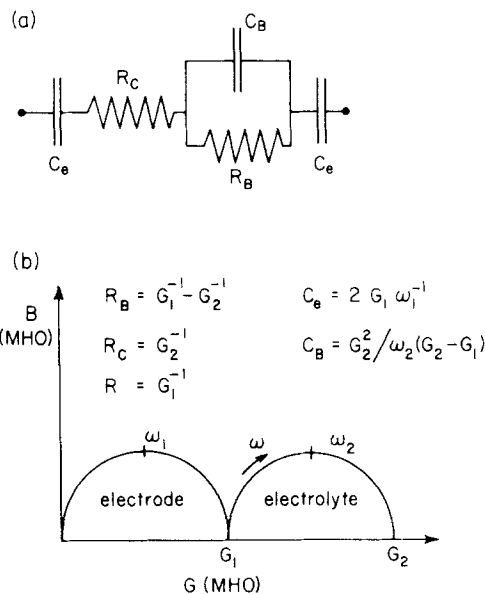 (a)
C_B
R_C
C_e
R_B
C_e
(b)
B
(MHO)
R_B = G_1^{-1} - G_2^{-1}
C_e = 2 G_1 ω_1^{-1}
R_C = G_2^{-1}
C_B = G_2^2 / ω_2 (G_2 - G_1)
R = G_1^{-1}
ω_1
ω
ω_2
electrode
electrolyte
G_1
G_2
G (MHO)